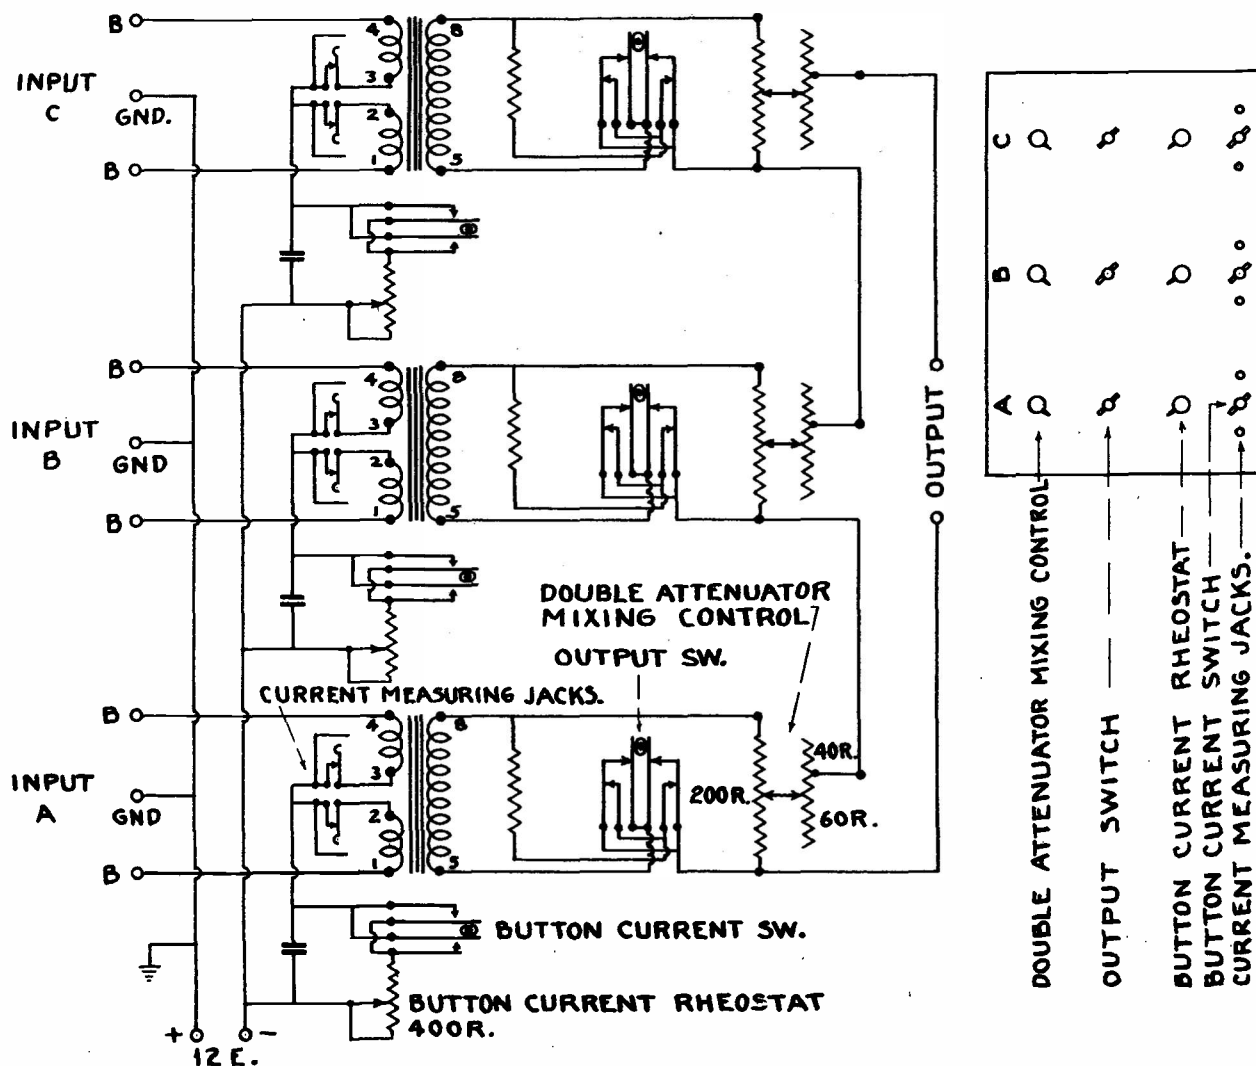 B
INPUT
C
GND.
B
4
3
2
1
8
5
B
INPUT
B
GND
B
4
3
2
1
8
5
DOUBLE ATTENUATOR
MIXING CONTROL
OUTPUT SW.
CURRENT MEASURING JACKS.
B
INPUT
A
GND
B
4
3
2
1
8
5
200R.
40R.
60R.
BUTTON CURRENT SW.
BUTTON CURRENT RHEOSTAT
400R.
+ -
12 E.
OUTPUT
C
B
A
DOUBLE ATTENUATOR MIXING CONTROL
OUTPUT SWITCH
BUTTON CURRENT RHEOSTAT
BUTTON CURRENT SWITCH
CURRENT MEASURING JACKS.